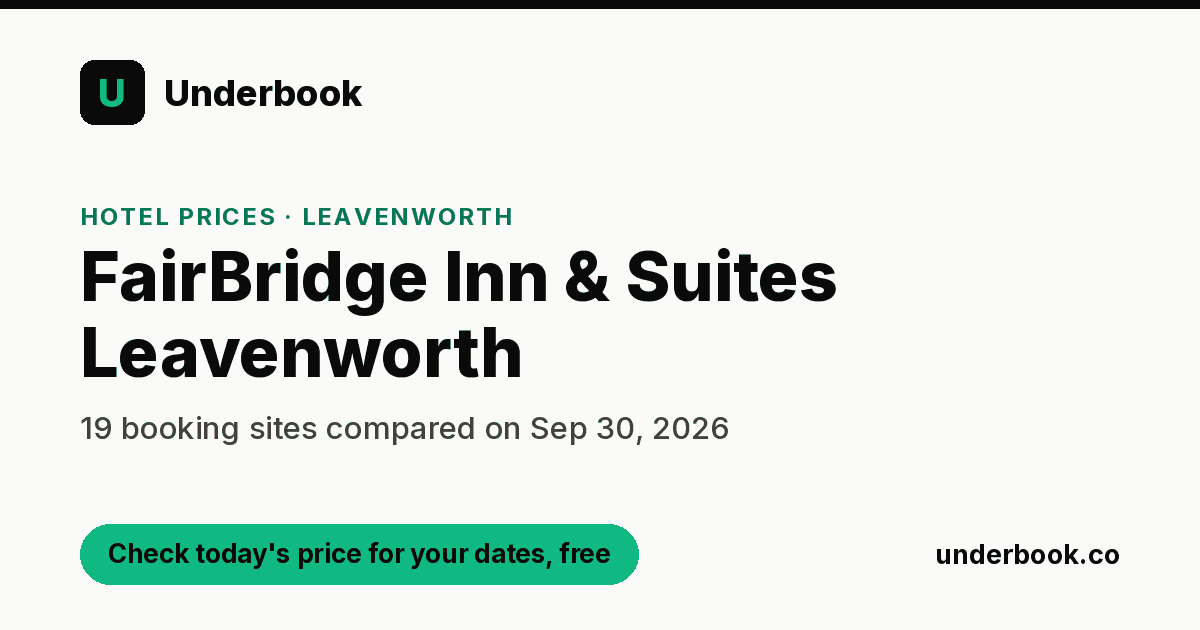 U Underbook
HOTEL PRICES · LEAVENWORTH
FairBridge Inn & Suites
Leavenworth
19 booking sites compared on Sep 30, 2026
Check today's price for your dates, free
underbook.co